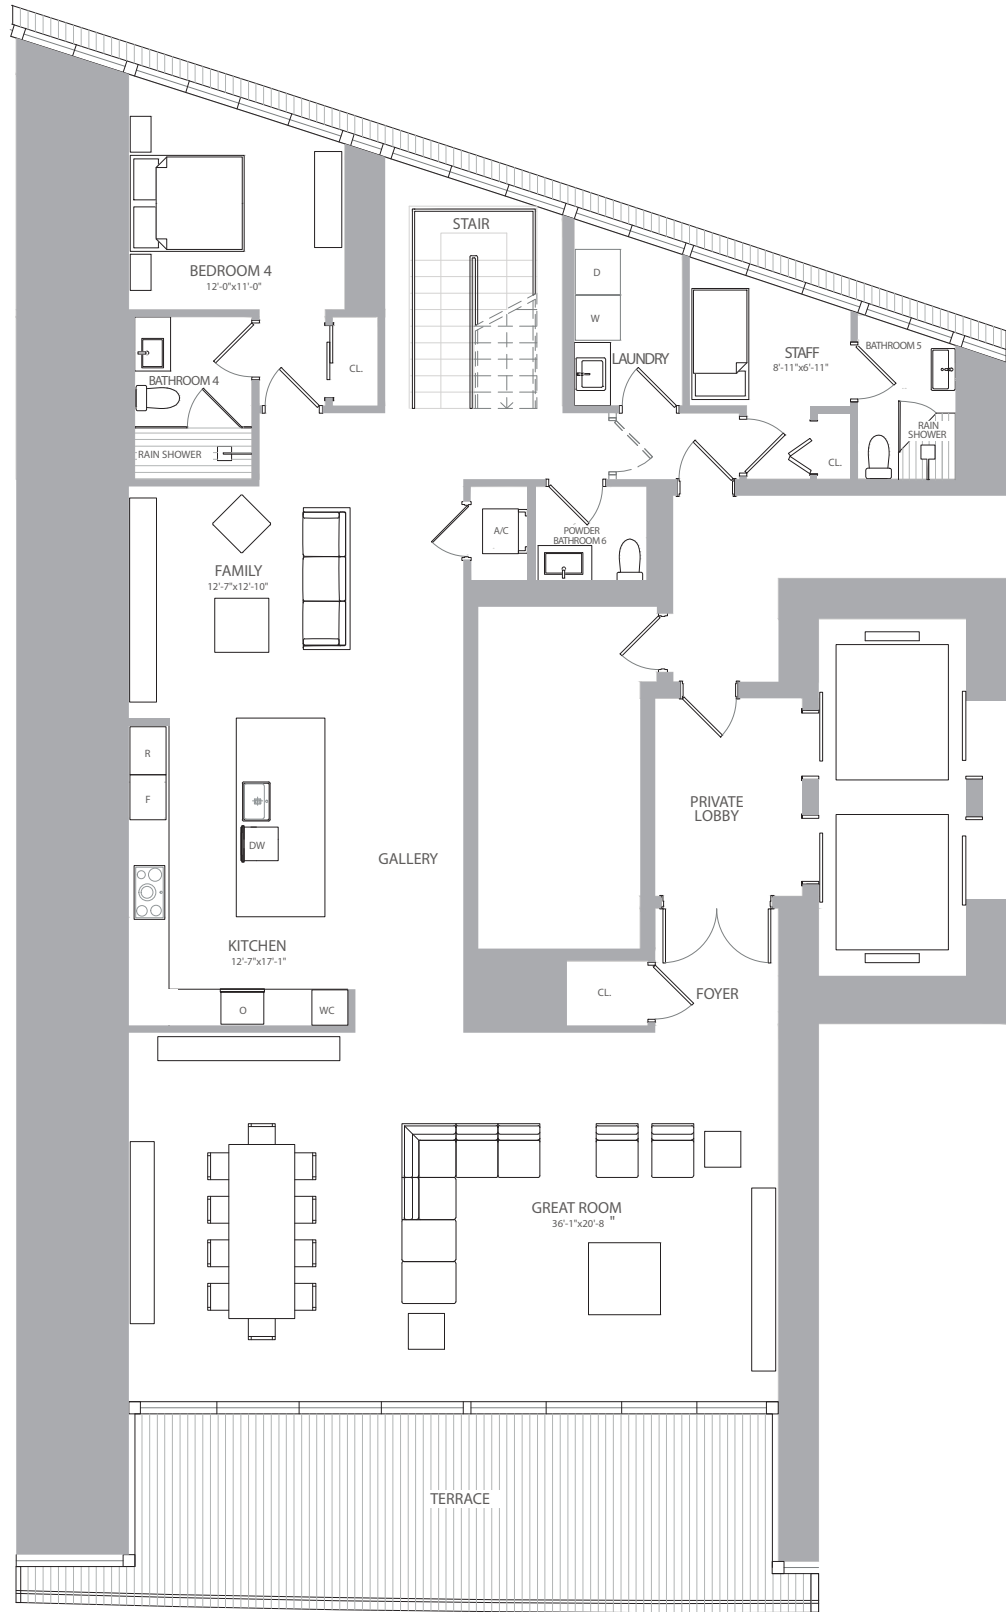 STAIR
BEDROOM 4
12'-0"x11'-0"
D
W
LAUNDRY
STAFF
8'-11"x6'-11"
BATHROOM 5
CL.
BATHROOM 4
RAIN SHOWER
RAIN
SHOWER
CL.
A/C
POWDER
BATHROOM 6
FAMILY
12'-7"x12'-10"
R
F
DW
PRIVATE
LOBBY
GALLERY
KITCHEN
12'-7"x17'-1"
O
WC
CL.
FOYER
GREAT ROOM
36'-1"x20'-8 "
TERRACE